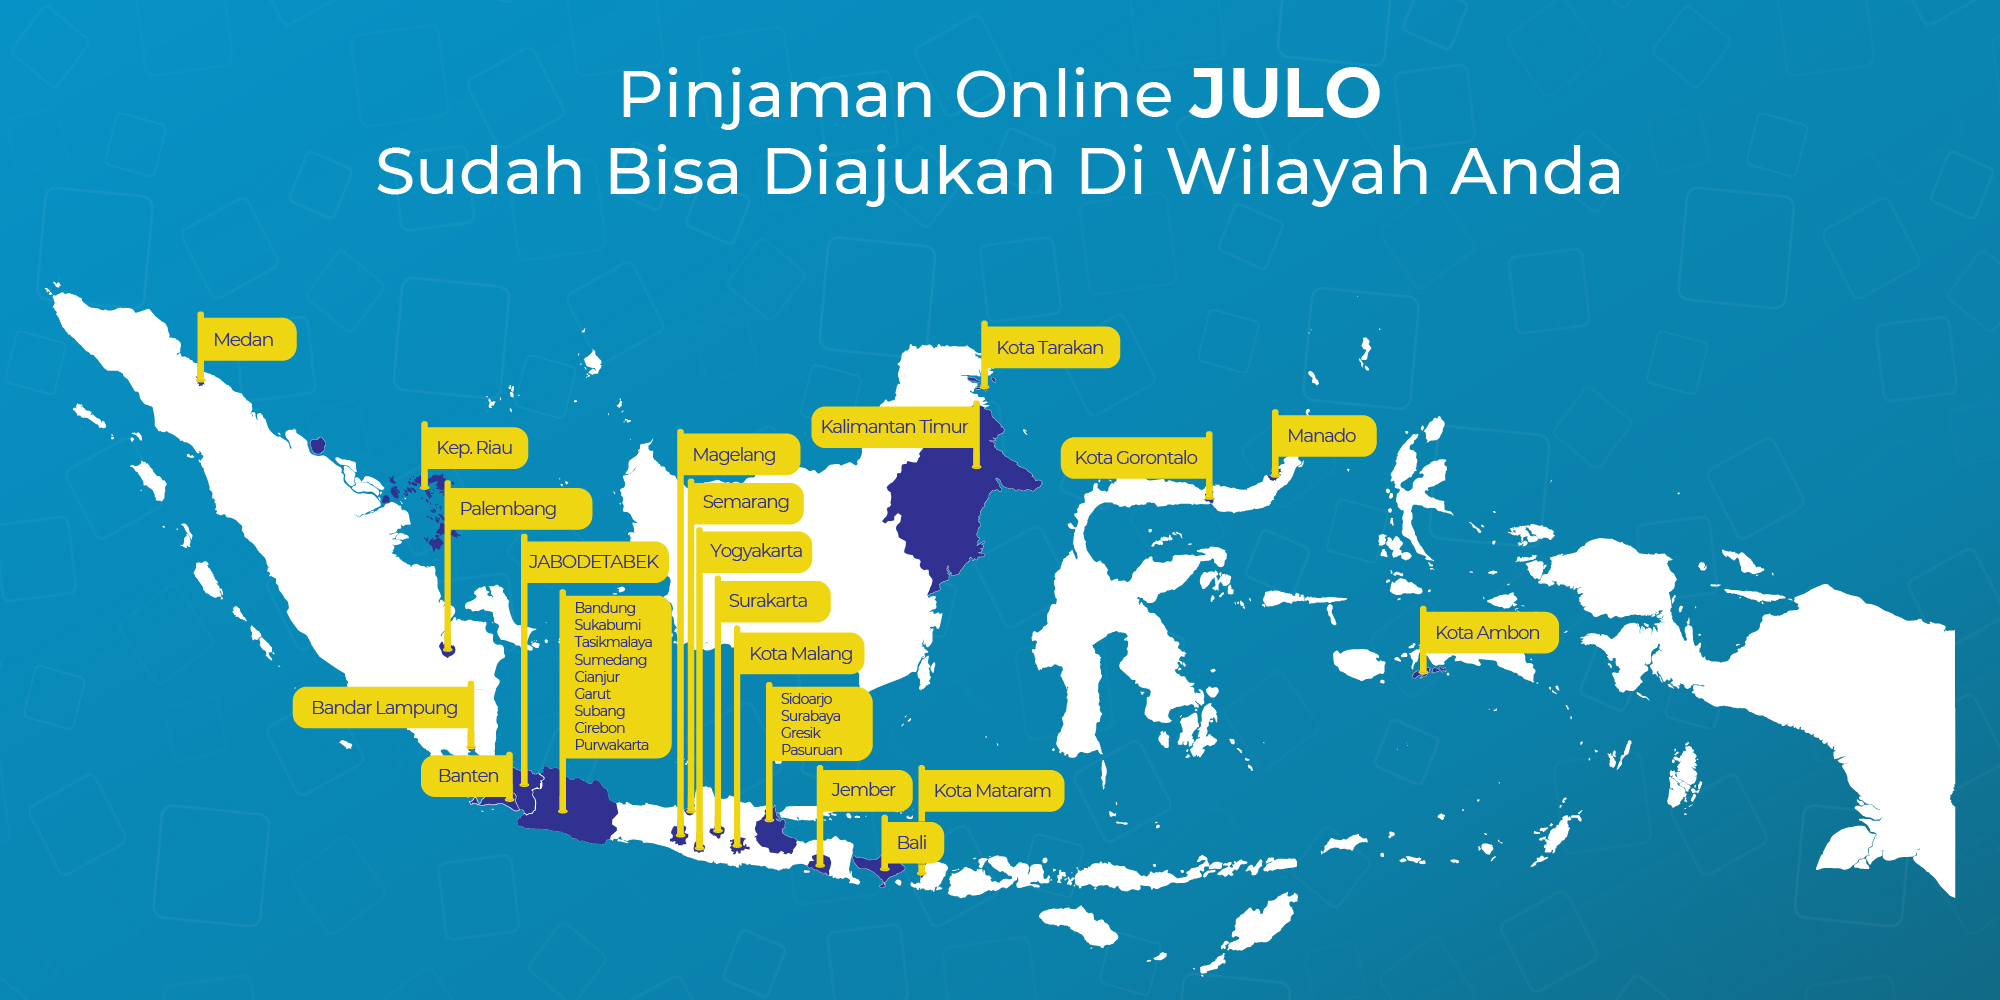 Pinjaman Online JULO
Sudah Bisa Diajukan Di Wilayah Anda
Medan
Kota Tarakan
Kalimantan Timur
Kep. Riau
Magelang
Kota Gorontalo
Manado
Palembang
Semarang
JABODETABEK
Yogyakarta
Surakarta
Bandung
Sukabumi
Tasikmalaya
Sumedang
Cianjur
Garut
Subang
Cirebon
Purwakarta
Kota Malang
Kota Ambon
Bandar Lampung
Sidoarjo
Surabaya
Gresik
Pasuruan
Banten
Jember
Kota Mataram
Bali